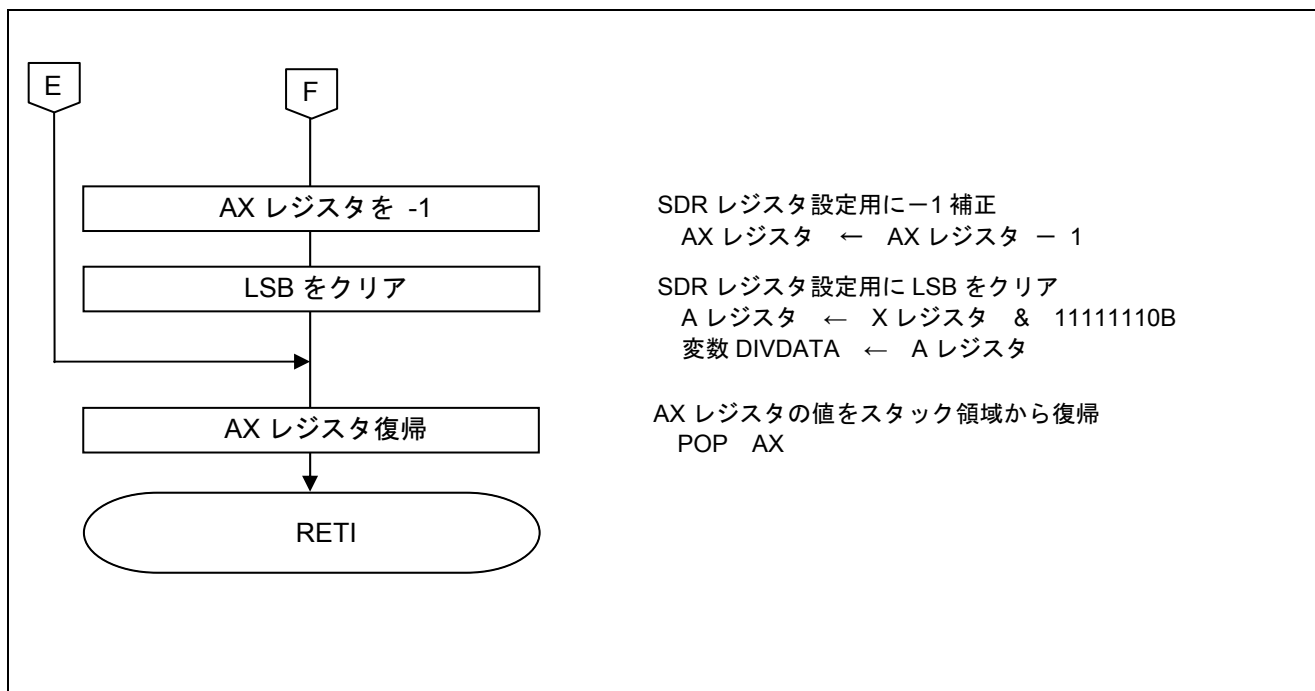 E
F
AX レジスタを -1
SDR レジスタ設定用に－1 補正
AX レジスタ ← AX レジスタ － 1
LSB をクリア
SDR レジスタ設定用に LSB をクリア
A レジスタ ← X レジスタ & 11111110B
変数 DIVDATA ← A レジスタ
AX レジスタ復帰
AX レジスタの値をスタック領域から復帰
POP AX
RETI